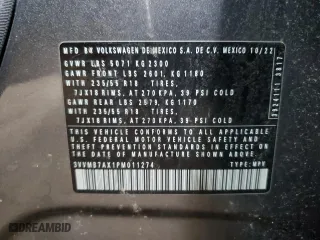 MFD BY VOLKSWAGEN DE MEXICO S.A. DE C.V. MEXICO 10/22
GVWR LBS 5071 KG 2300
GAWR FRONT LBS 2601, KG 1180
WITH 235/55 R18 TIRES,
7JX18 RIMS, AT 270 KPA, 39 PSI COLD
GAWR REAR LBS 2579, KG 1170
WITH 235/55 R18 TIRES,
7JX18 RIMS, AT 270 KPA, 39 PSI COLD
THIS VEHICLE CONFORMS TO ALL APPLICABLE
U.S. FEDERAL MOTOR VEHICLE SAFETY AND
THEFT PREVENTION STANDARDS IN EFFECT ON
THE DATE OF MANUFACTURE SHOWN ABOVE.
3VVMB7AX1PM011274
TYPE: MPV